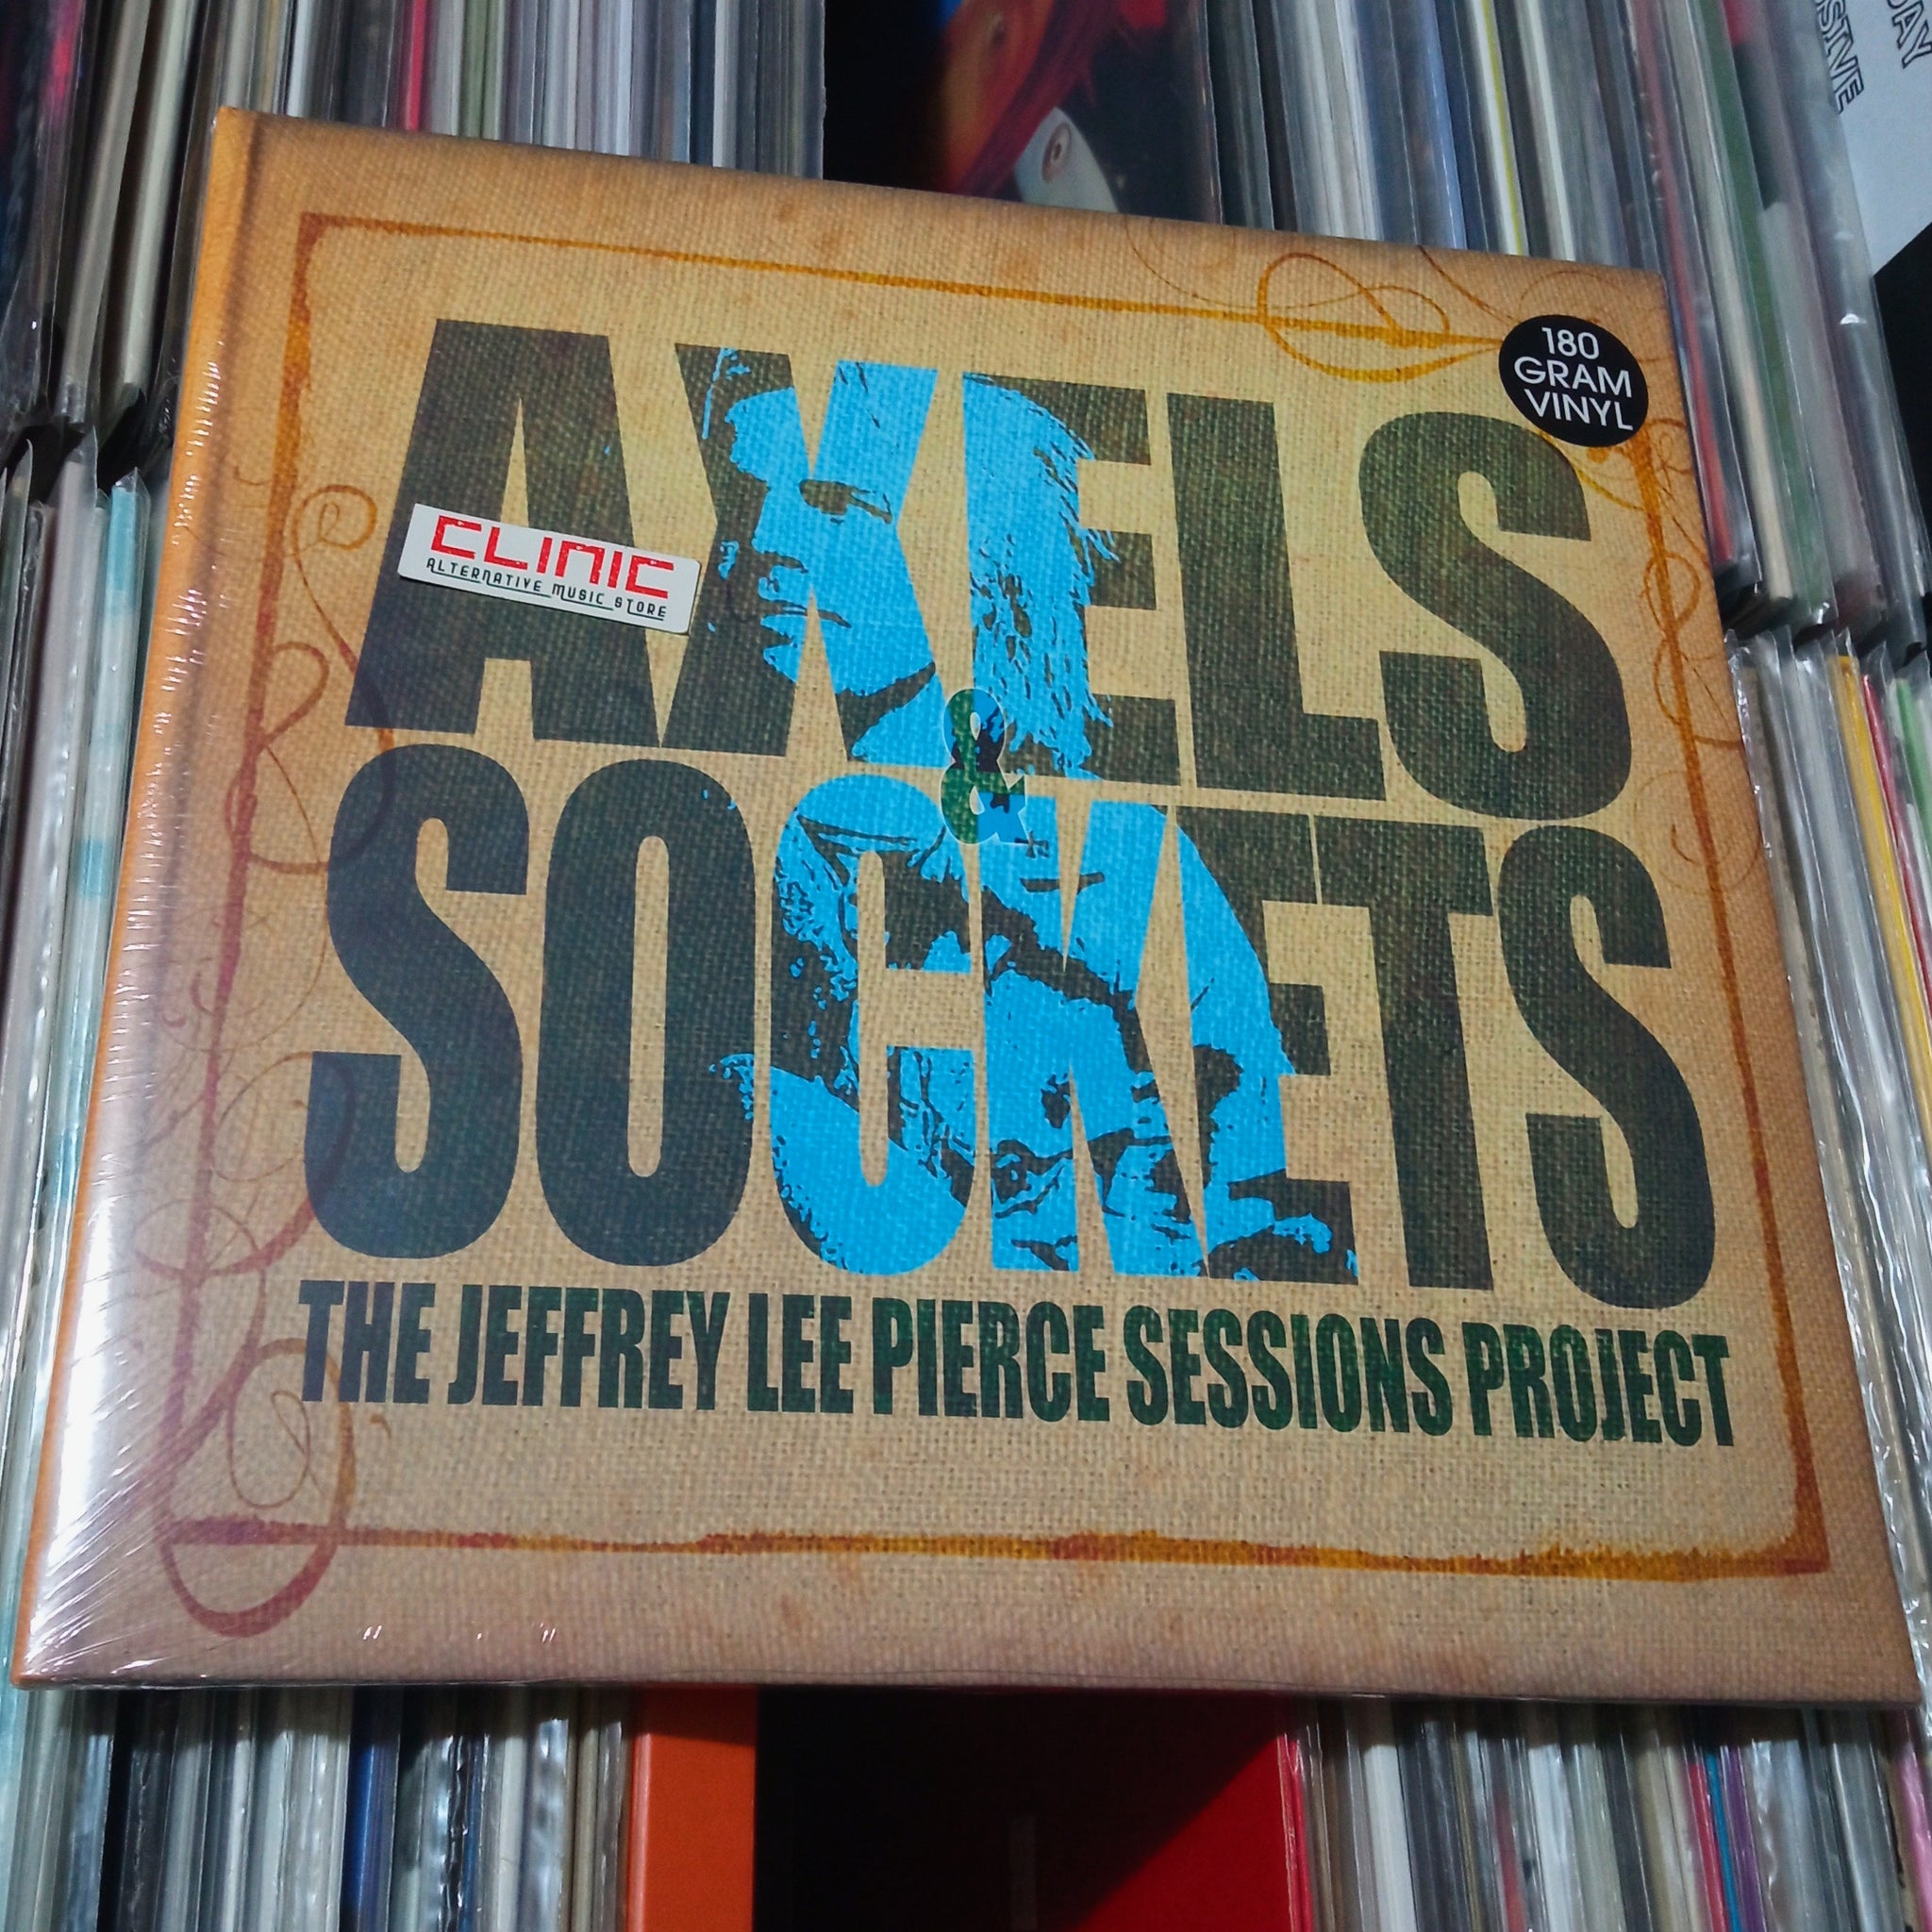 180
GRAM
VINYL
AXELS
CLINIC
ALTERNATIVE MUSIC STORE
&
SOCKETS
THE JEFFREY LEE PIERCE SESSIONS PROJECT